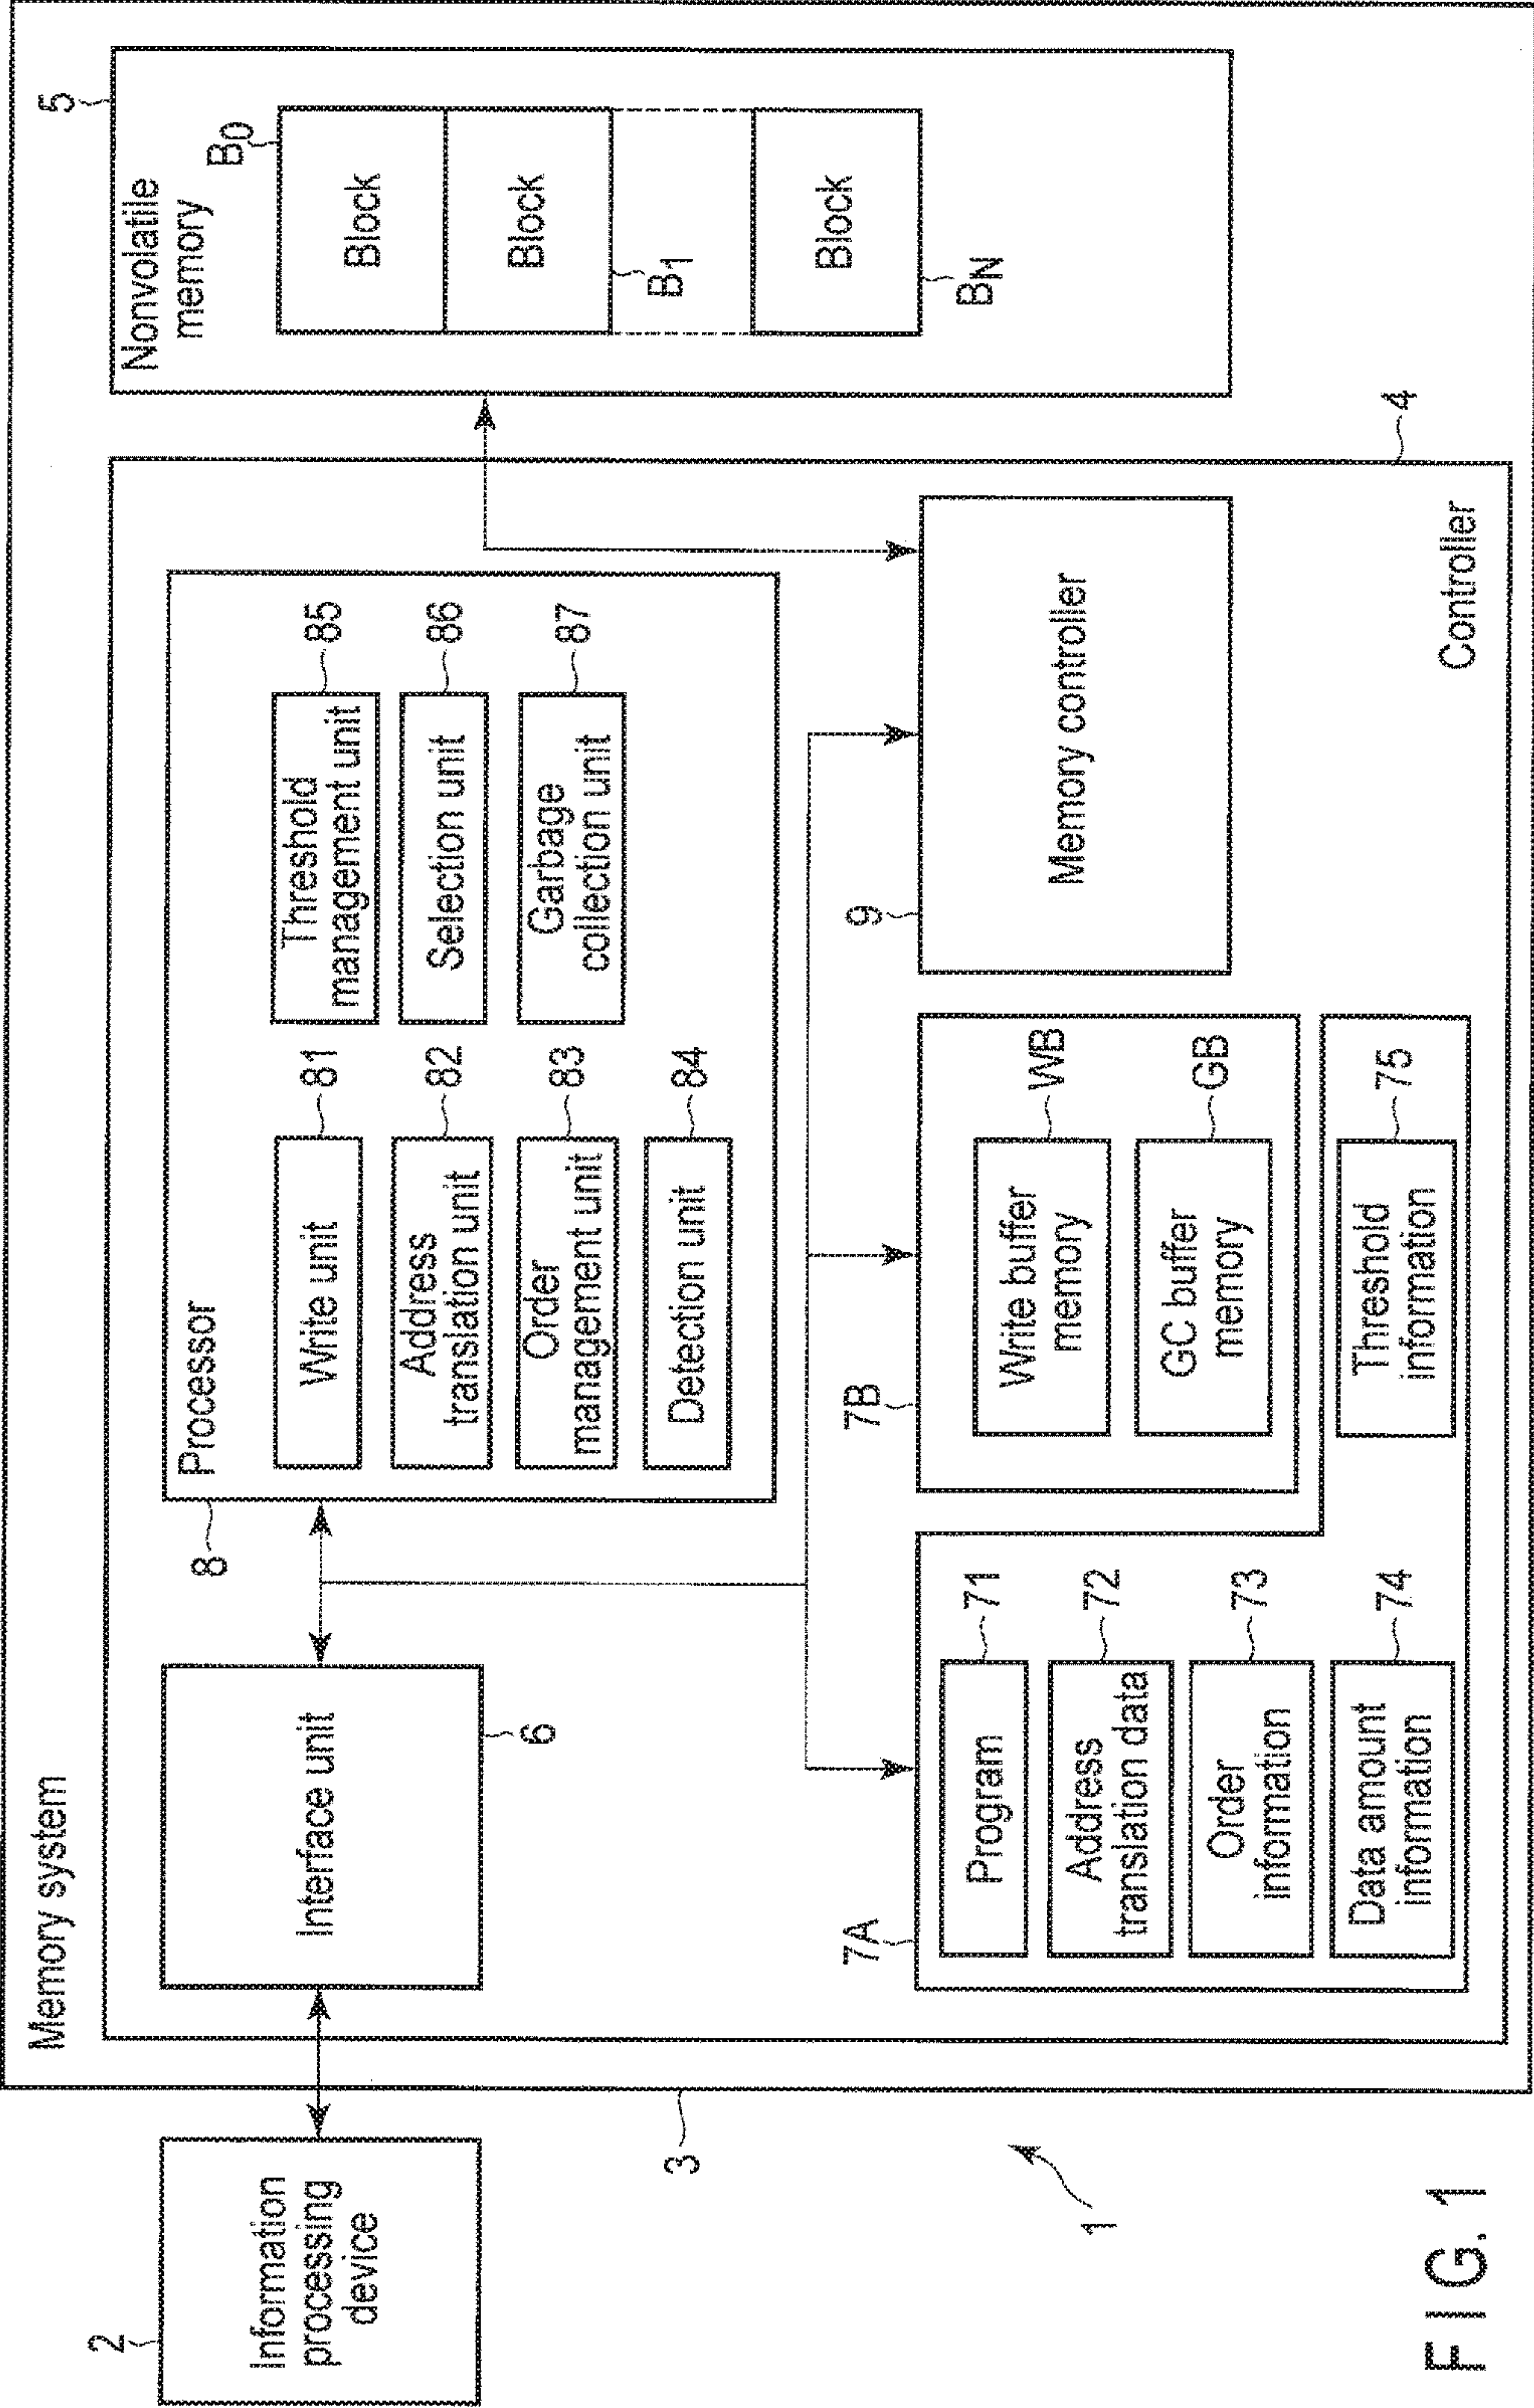 Memory system
2
Information
processing
device
3
1
Interface unit
6
8
Processor
Write unit
81
Address
translation unit
82
Order
management unit
83
Detection unit
84
Threshold
management unit
85
Selection unit
86
Garbage
collection unit
87
7A
Program
71
Address
translation data
72
Order
information
73
Data amount
information
74
Threshold
information
75
7B
Write buffer
memory
WB
GC buffer
memory
GB
9
Memory controller
Controller
4
5
Nonvolatile
memory
B0
Block
Block
B1
Block
BN
FIG. 1